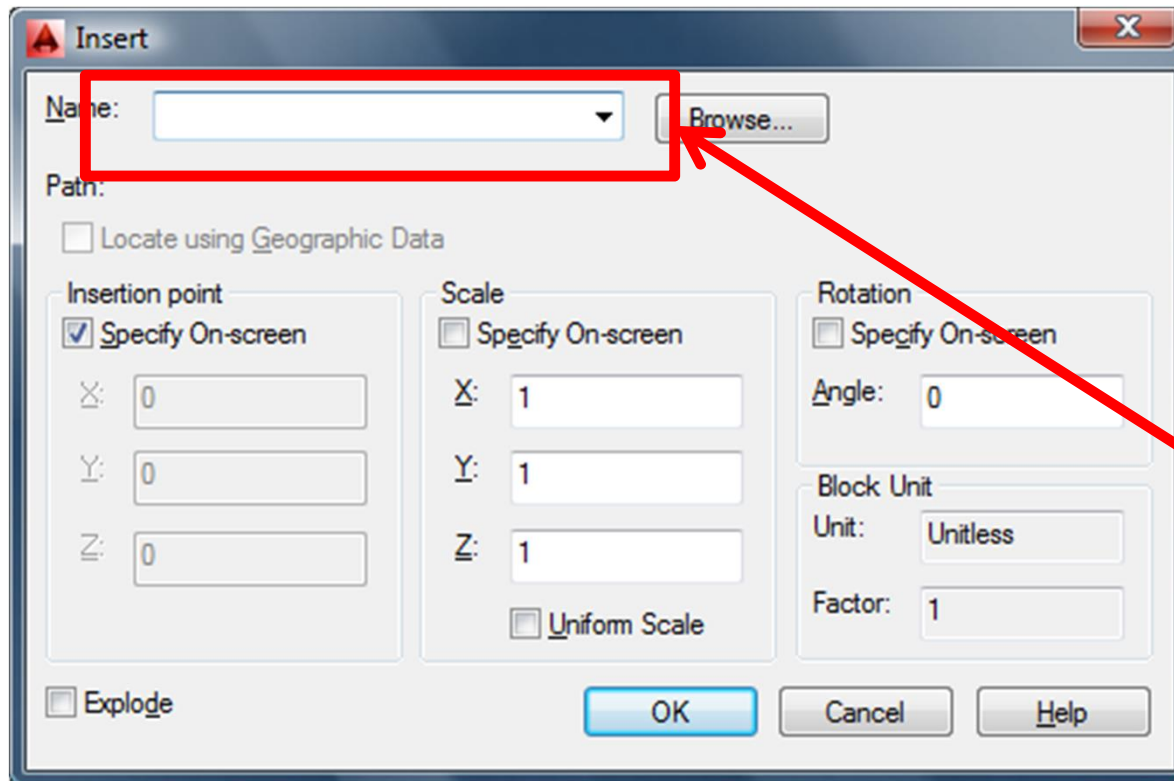 Insert
Name:
Browse...
Path:
Locate using Geographic Data
Insertion point
Specify On-screen
X: 0
Y: 0
Z: 0
Scale
Specify On-screen
X: 1
Y: 1
Z: 1
Uniform Scale
Rotation
Specify On-screen
Angle: 0
Block Unit
Unit: Unitless
Factor: 1
Explode
OK
Cancel
Help